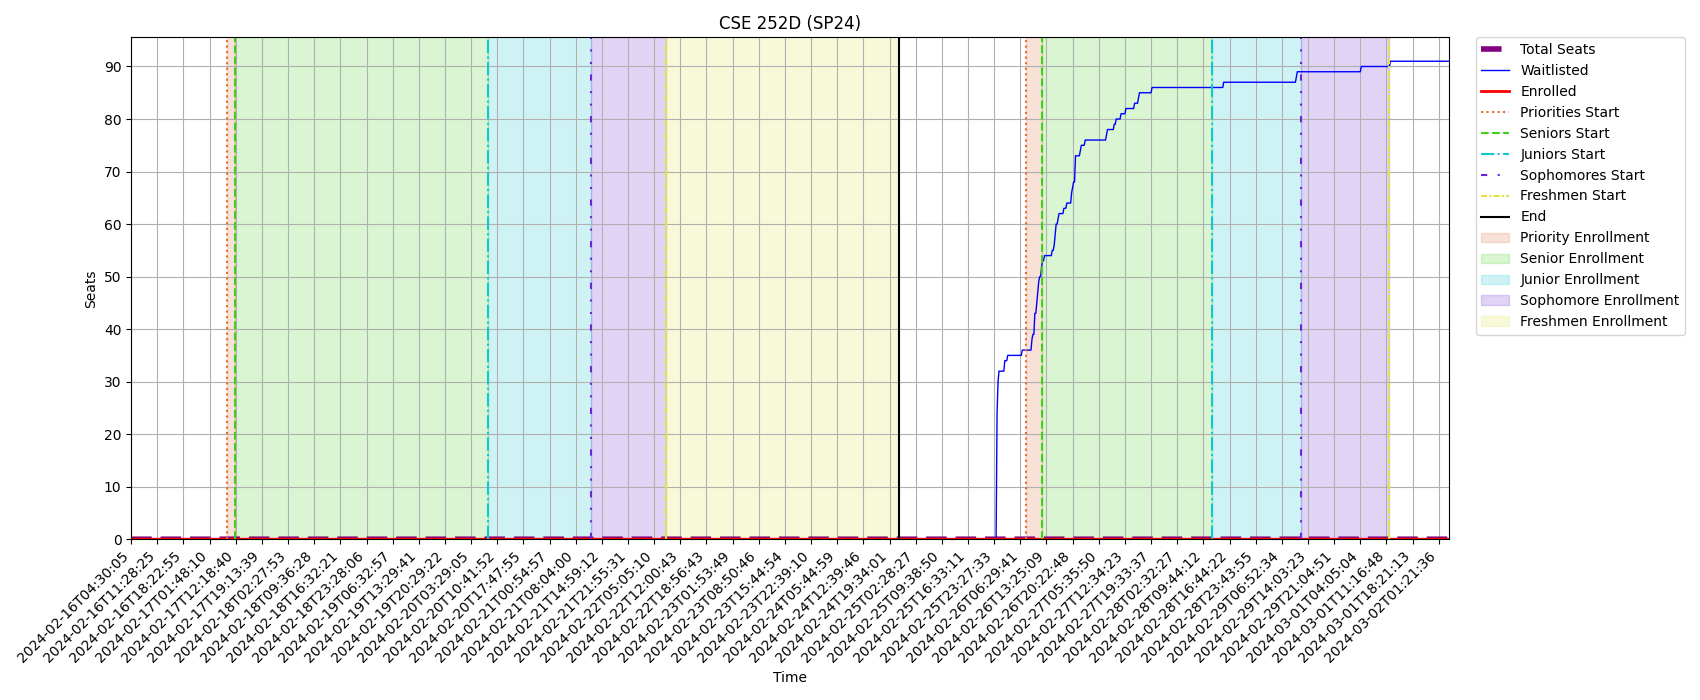 CSE 252D (SP24)
Seats
90
80
70
60
50
40
30
20
10
0
2024-02-16T04:30:05
2024-02-16T11:28:25
2024-02-16T18:22:55
2024-02-17T01:48:10
2024-02-17T12:18:40
2024-02-17T19:13:39
2024-02-18T02:27:53
2024-02-18T09:36:28
2024-02-18T16:32:21
2024-02-18T23:28:06
2024-02-19T06:32:57
2024-02-19T13:29:41
2024-02-19T20:29:22
2024-02-20T03:29:05
2024-02-20T10:41:52
2024-02-20T17:47:55
2024-02-21T00:54:57
2024-02-21T08:04:00
2024-02-21T14:59:12
2024-02-21T21:55:31
2024-02-22T05:05:10
2024-02-22T12:00:43
2024-02-22T18:56:43
2024-02-23T01:53:49
2024-02-23T08:50:46
2024-02-23T15:44:54
2024-02-23T22:39:10
2024-02-24T05:44:59
2024-02-24T12:39:46
2024-02-24T19:34:01
2024-02-25T02:28:27
2024-02-25T09:38:50
2024-02-25T16:33:11
2024-02-25T23:27:33
2024-02-26T06:29:41
2024-02-26T13:25:09
2024-02-26T20:22:48
2024-02-27T05:35:50
2024-02-27T12:34:23
2024-02-27T19:33:37
2024-02-28T02:32:27
2024-02-28T09:44:12
2024-02-28T16:44:22
2024-02-28T23:43:55
2024-02-29T06:52:34
2024-02-29T14:03:23
2024-02-29T21:04:51
2024-03-01T04:05:04
2024-03-01T11:16:48
2024-03-01T18:21:13
2024-03-02T01:21:36
Time
Total Seats
Waitlisted
Enrolled
Priorities Start
Seniors Start
Juniors Start
Sophomores Start
Freshmen Start
End
Priority Enrollment
Senior Enrollment
Junior Enrollment
Sophomore Enrollment
Freshmen Enrollment